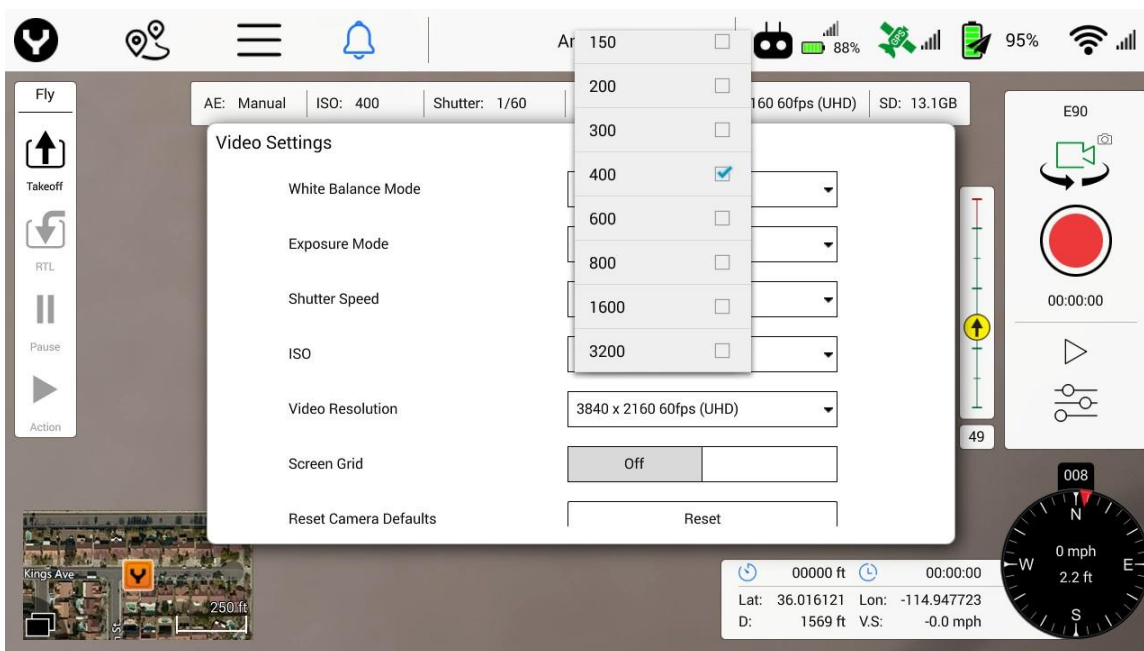 Ar
88%
GPS
95%
Fly
Takeoff
RTL
Pause
Action
AE: Manual
ISO: 400
Shutter: 1/60
160 60fps (UHD)
SD: 13.1GB
Video Settings
White Balance Mode
Exposure Mode
Shutter Speed
ISO
Video Resolution
3840 x 2160 60fps (UHD)
Screen Grid
Off
Reset Camera Defaults
Reset
150
200
300
400
600
800
1600
3200
E90
00:00:00
49
008
N
W
E
S
0 mph
2.2 ft
Kings Ave
St
250 ft
00000 ft
00:00:00
Lat: 36.016121 Lon: -114.947723
D: 1569 ft V.S: -0.0 mph